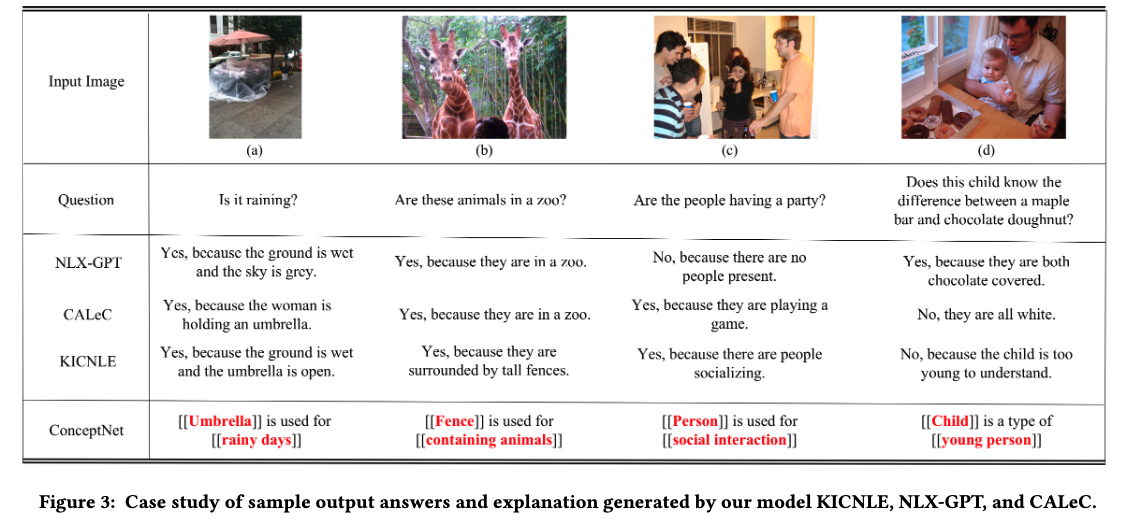 Input Image
(a)
(b)
(c)
(d)
Question
Is it raining?
Are these animals in a zoo?
Are the people having a party?
Does this child know the
difference between a maple
bar and chocolate doughnut?
NLX-GPT
Yes, because the ground is wet
and the sky is grey.
Yes, because they are in a zoo.
No, because there are no
people present.
Yes, because they are both
chocolate covered.
CALeC
Yes, because the woman is
holding an umbrella.
Yes, because they are in a zoo.
Yes, because they are playing a
game.
No, they are all white.
KICNLE
Yes, because the ground is wet
and the umbrella is open.
Yes, because they are
surrounded by tall fences.
Yes, because there are people
socializing.
No, because the child is too
young to understand.
ConceptNet
[[Umbrella]] is used for
[[rainy days]]
[[Fence]] is used for
[[containing animals]]
[[Person]] is used for
[[social interaction]]
[[Child]] is a type of
[[young person]]
Figure 3: Case study of sample output answers and explanation generated by our model KICNLE, NLX-GPT, and CALeC.